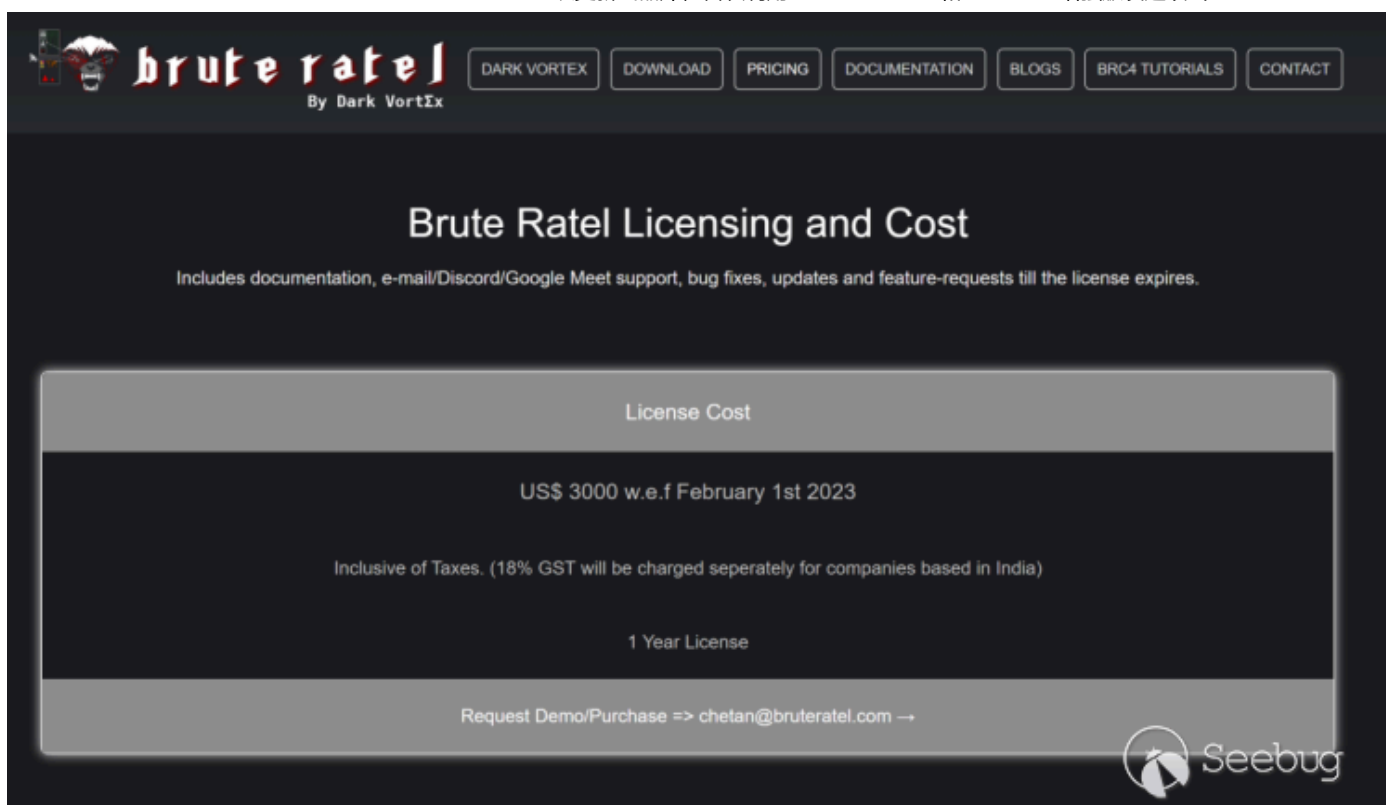 brute ratel
By Dark VortΣx
DARK VORTEX
DOWNLOAD
PRICING
DOCUMENTATION
BLOGS
BRC4 TUTORIALS
CONTACT
Brute Ratel Licensing and Cost
Includes documentation, e-mail/Discord/Google Meet support, bug fixes, updates and feature-requests till the license expires.
License Cost
US$ 3000 w.e.f February 1st 2023
Inclusive of Taxes. (18% GST will be charged seperately for companies based in India)
1 Year License
Request Demo/Purchase => chetan@bruteratel.com →
Seebug